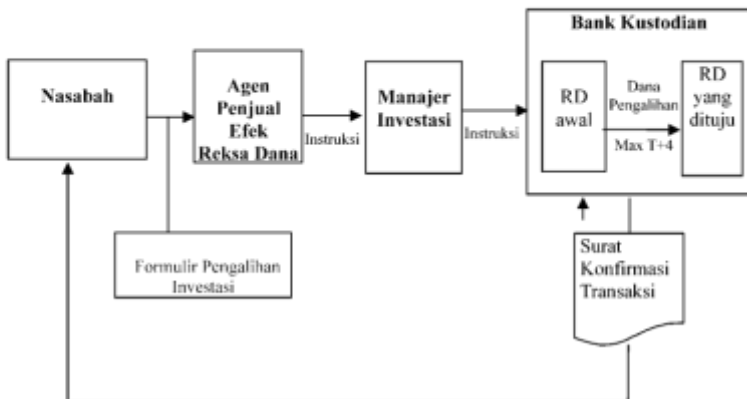 Bank Kustodian
Nasabah
Agen
Penjual
Efek
Reksa Dana
Instruksi
Manajer
Investasi
Instruksi
RD
awal
Dana
Pengalihan
Max T+4
RD
yang
dituju
Formulir Pengalihan
Investasi
Surat
Konfirmasi
Transaksi